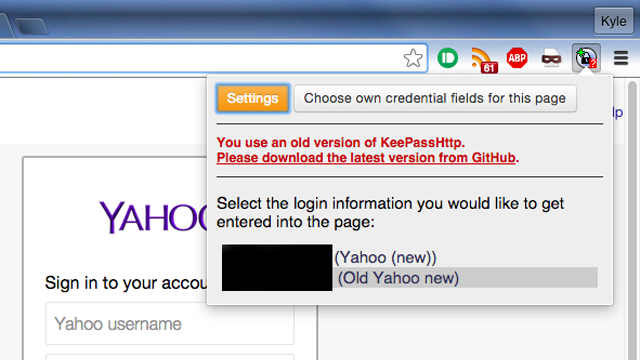 Kyle
61
ABP
?
Settings
Choose own credential fields for this page
lp
You use an old version of KeePassHttp.
Please download the latest version from GitHub.
Select the login information you would like to get
entered into the page:
YAHOO
(Yahoo (new))
(Old Yahoo new)
Sign in to your accou
Yahoo username